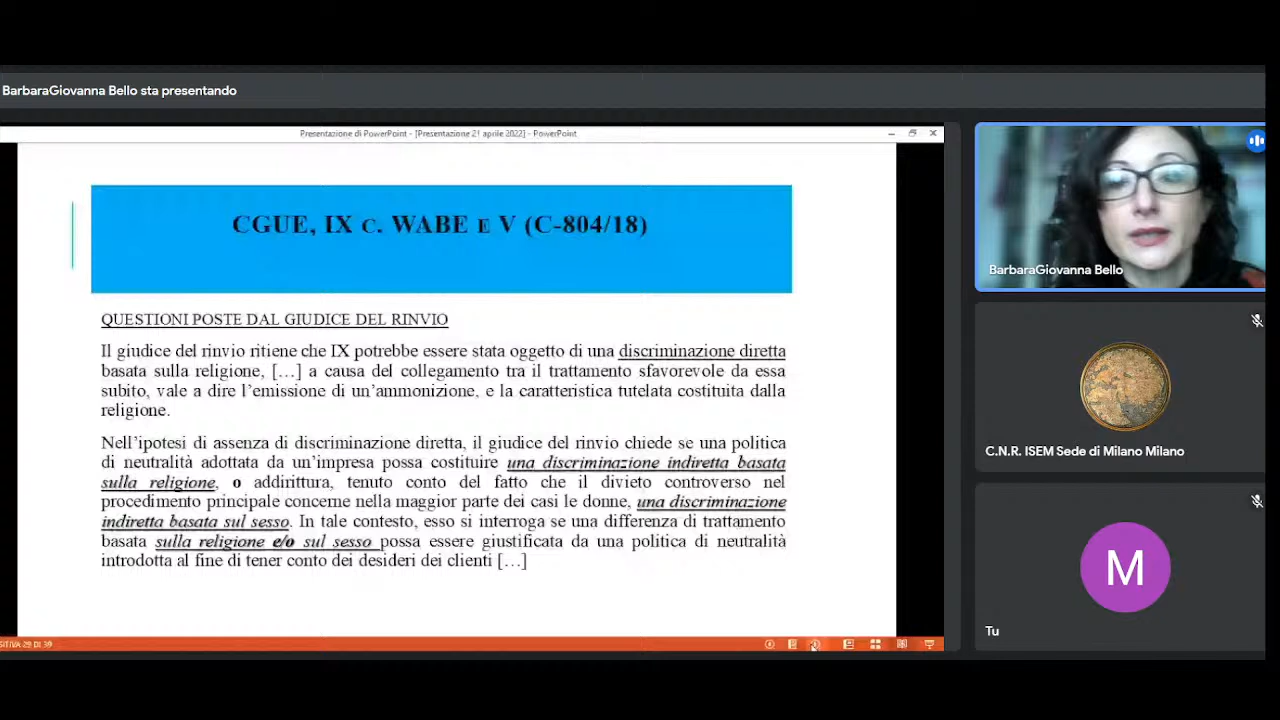 BarbaraGiovanna Bello sta presentando
Presentazione di PowerPoint - [Presentazione 21 aprile 2022] - PowerPoint
CGUE, IX C. WABE E V (C-804/18)
QUESTIONI POSTE DAL GIUDICE DEL RINVIO
Il giudice del rinvio ritiene che IX potrebbe essere stata oggetto di una discriminazione diretta
basata sulla religione, […] a causa del collegamento tra il trattamento sfavorevole da essa
subito, vale a dire l’emissione di un’ammonizione, e la caratteristica tutelata costituita dalla
religione.
Nell’ipotesi di assenza di discriminazione diretta, il giudice del rinvio chiede se una politica
di neutralità adottata da un’impresa possa costituire una discriminazione indiretta basata
sulla religione, o addirittura, tenuto conto del fatto che il divieto controverso nel
procedimento principale concerne nella maggior parte dei casi le donne, una discriminazione
indiretta basata sul sesso. In tale contesto, esso si interroga se una differenza di trattamento
basata sulla religione e/o sul sesso possa essere giustificata da una politica di neutralità
introdotta al fine di tener conto dei desideri dei clienti […]
SITIVA 29 DI 39
BarbaraGiovanna Bello
C.N.R. ISEM Sede di Milano Milano
M
Tu